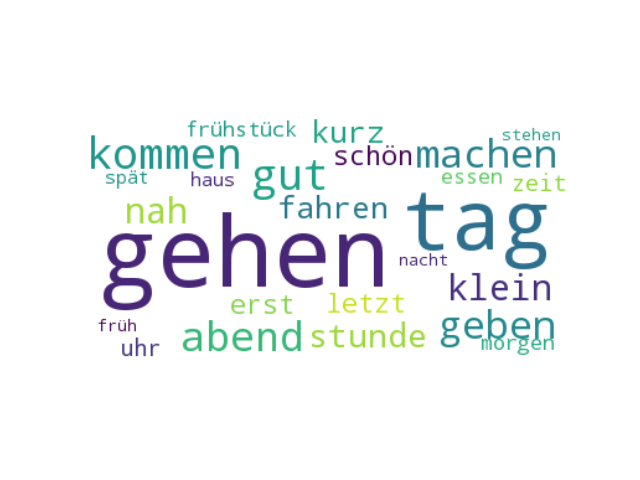 frühstück kurz stehen
kommen gut schön machen
spät haus essen zeit
nah fahren tag
gehen nacht
klein
erst letzt
früh abend stunde geben
uhr morgen